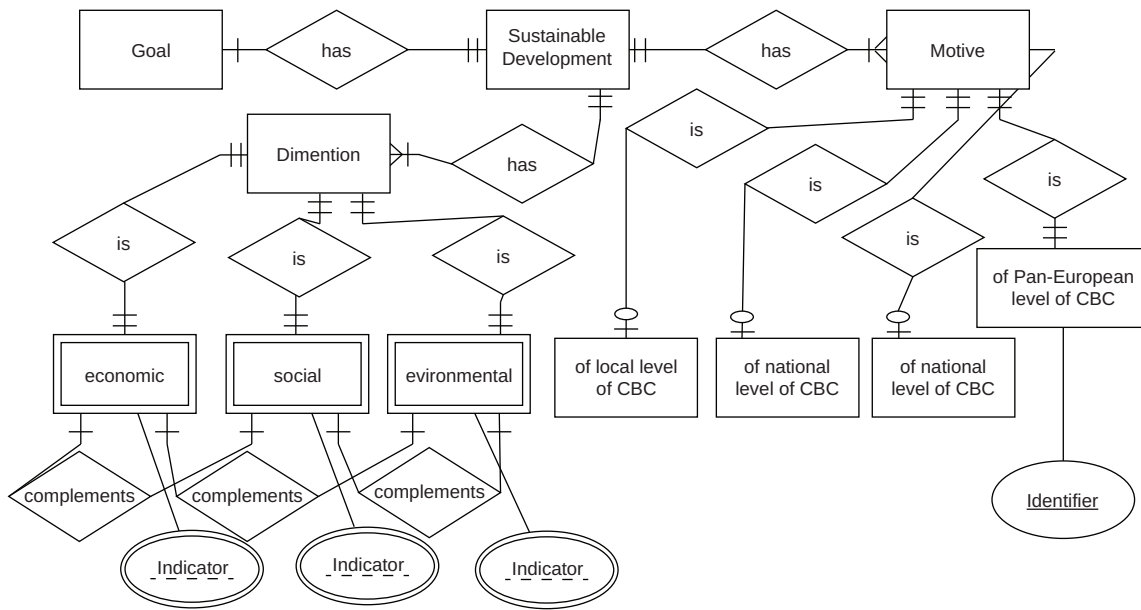 Goal
has
Sustainable
Development
has
Motive
Dimention
has
is
is
is
is
is
is
is
of Pan-European
level of CBC
economic
social
evironmental
of local level
of CBC
of national
level of CBC
of national
level of CBC
complements
complements
complements
Identifier
Indicator
Indicator
Indicator